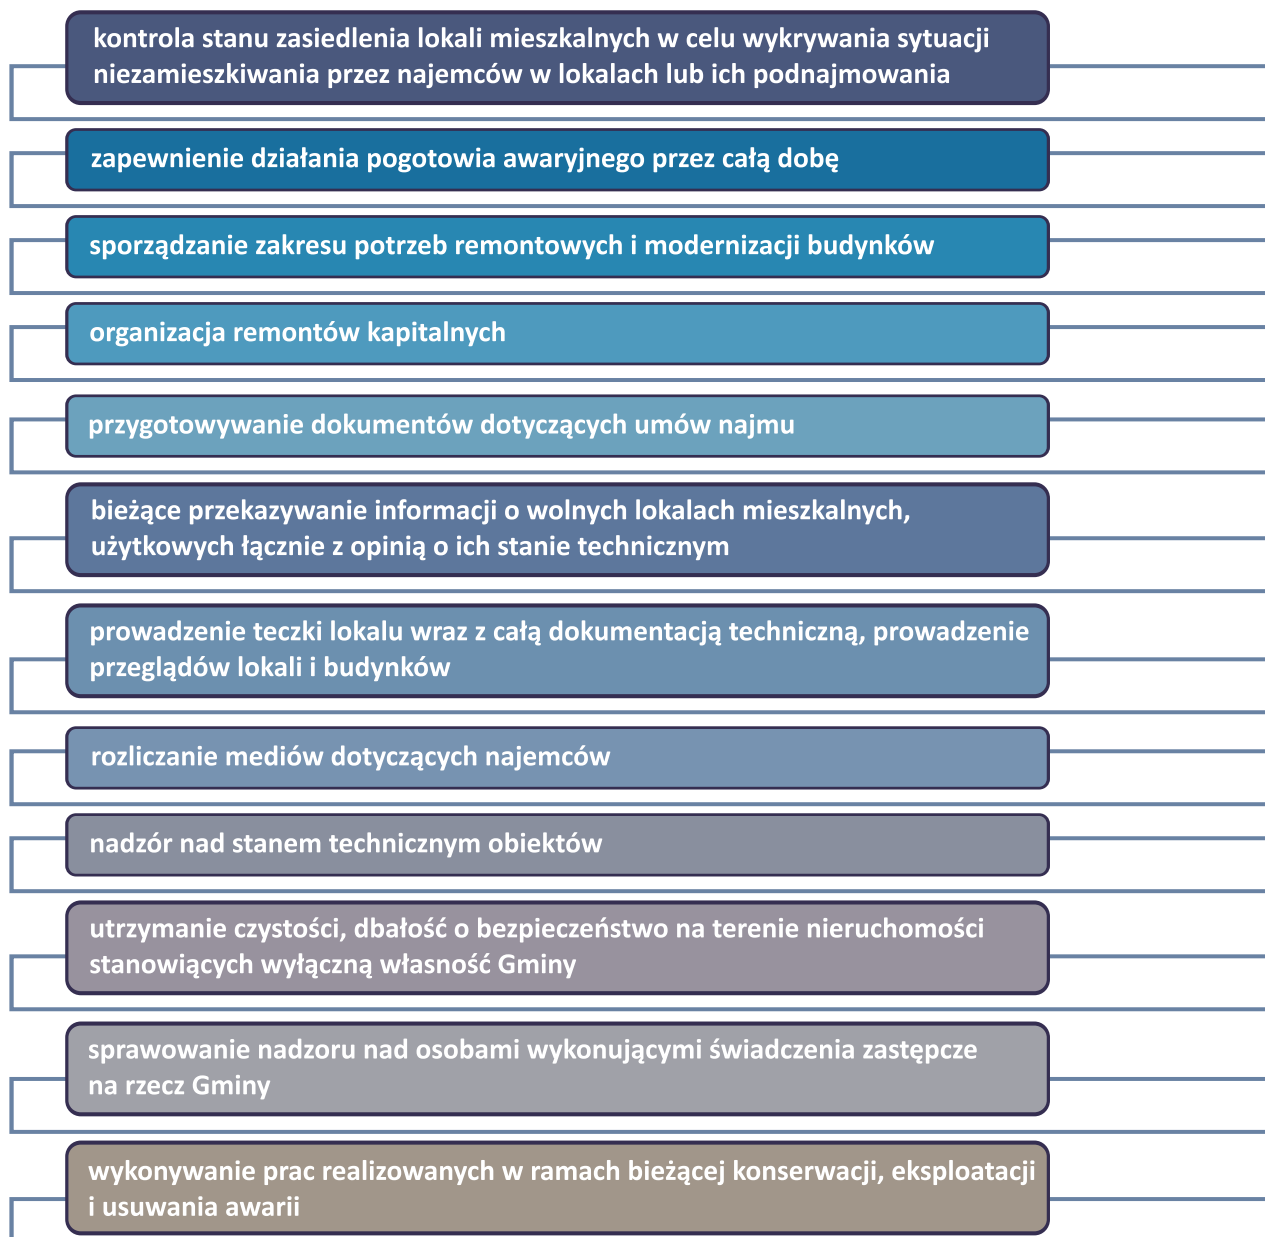 kontrola stanu zasiedlenia lokali mieszkalnych w celu wykrywania sytuacji
niezamieszkiwania przez najemców w lokalach lub ich podnajmowania
zapewnienie działania pogotowia awaryjnego przez całą dobę
sporządzanie zakresu potrzeb remontowych i modernizacji budynków
organizacja remontów kapitalnych
przygotowywanie dokumentów dotyczących umów najmu
bieżące przekazywanie informacji o wolnych lokalach mieszkalnych,
użytkowych łącznie z opinią o ich stanie technicznym
prowadzenie teczki lokalu wraz z całą dokumentacją techniczną, prowadzenie
przeglądów lokali i budynków
rozliczanie mediów dotyczących najemców
nadzór nad stanem technicznym obiektów
utrzymanie czystości, dbałość o bezpieczeństwo na terenie nieruchomości
stanowiących wyłączną własność Gminy
sprawowanie nadzoru nad osobami wykonującymi świadczenia zastępcze
na rzecz Gminy
wykonywanie prac realizowanych w ramach bieżącej konserwacji, eksploatacji
i usuwania awarii